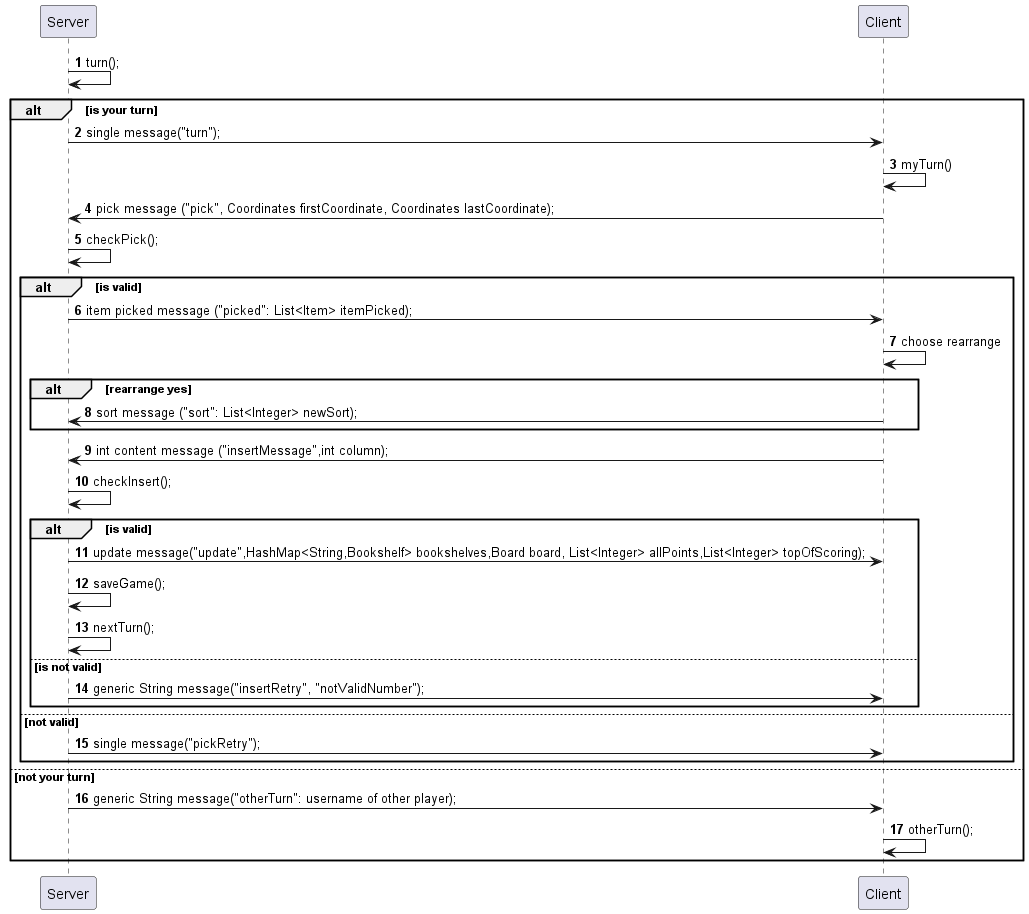 Server Client
1 turn();
alt [is your turn]
2 single message("turn");
3 myTurn()
4 pick message ("pick", Coordinates firstCoordinate, Coordinates lastCoordinate);
5 checkPick();
alt [is valid]
6 item picked message ("picked": List<Item> itemPicked);
7 choose rearrange
alt [rearrange yes]
8 sort message ("sort": List<Integer> newSort);
9 int content message ("insertMessage",int column);
10 checkInsert();
alt [is valid]
11 update message("update",HashMap<String,Bookshelf> bookshelves,Board board, List<Integer> allPoints,List<Integer> topOfScoring);
12 saveGame();
13 nextTurn();
[is not valid]
14 generic String message("insertRetry", "notValidNumber");
[not valid]
15 single message("pickRetry");
[not your turn]
16 generic String message("otherTurn": username of other player);
17 otherTurn();
Server Client